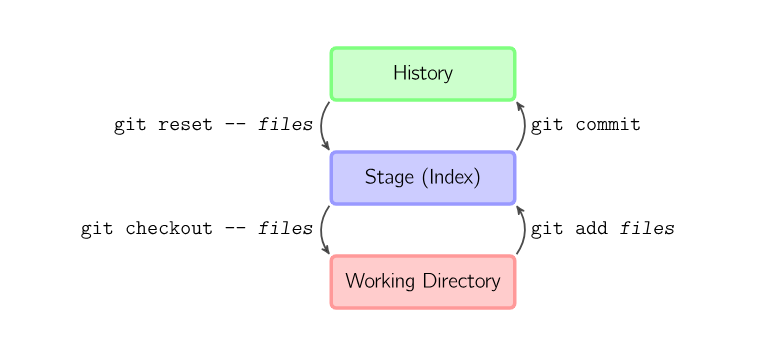 History
git reset -- files
git commit
Stage (Index)
git checkout -- files
git add files
Working Directory